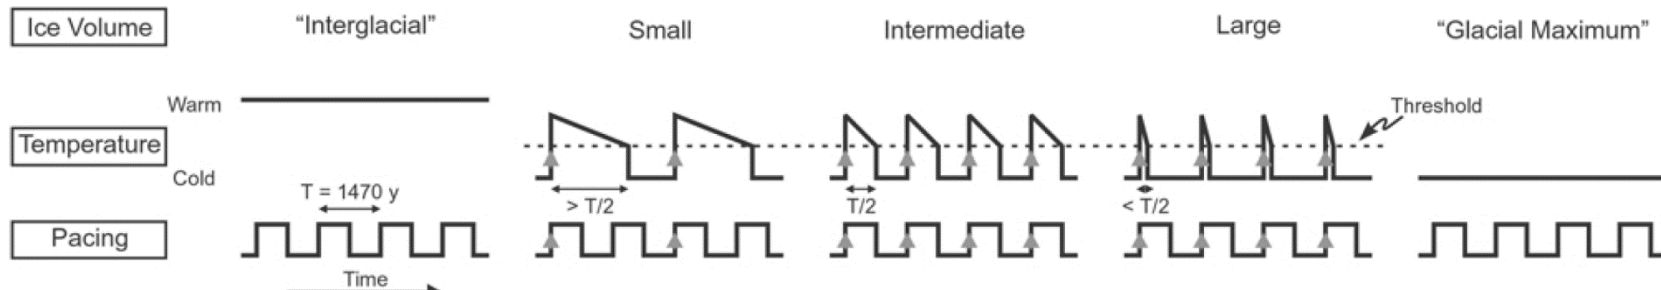 Ice Volume
“Interglacial”
Small
Intermediate
Large
“Glacial Maximum”
Warm
Threshold
Temperature
Cold
T = 1470 y
> T/2
T/2
< T/2
Pacing
Time